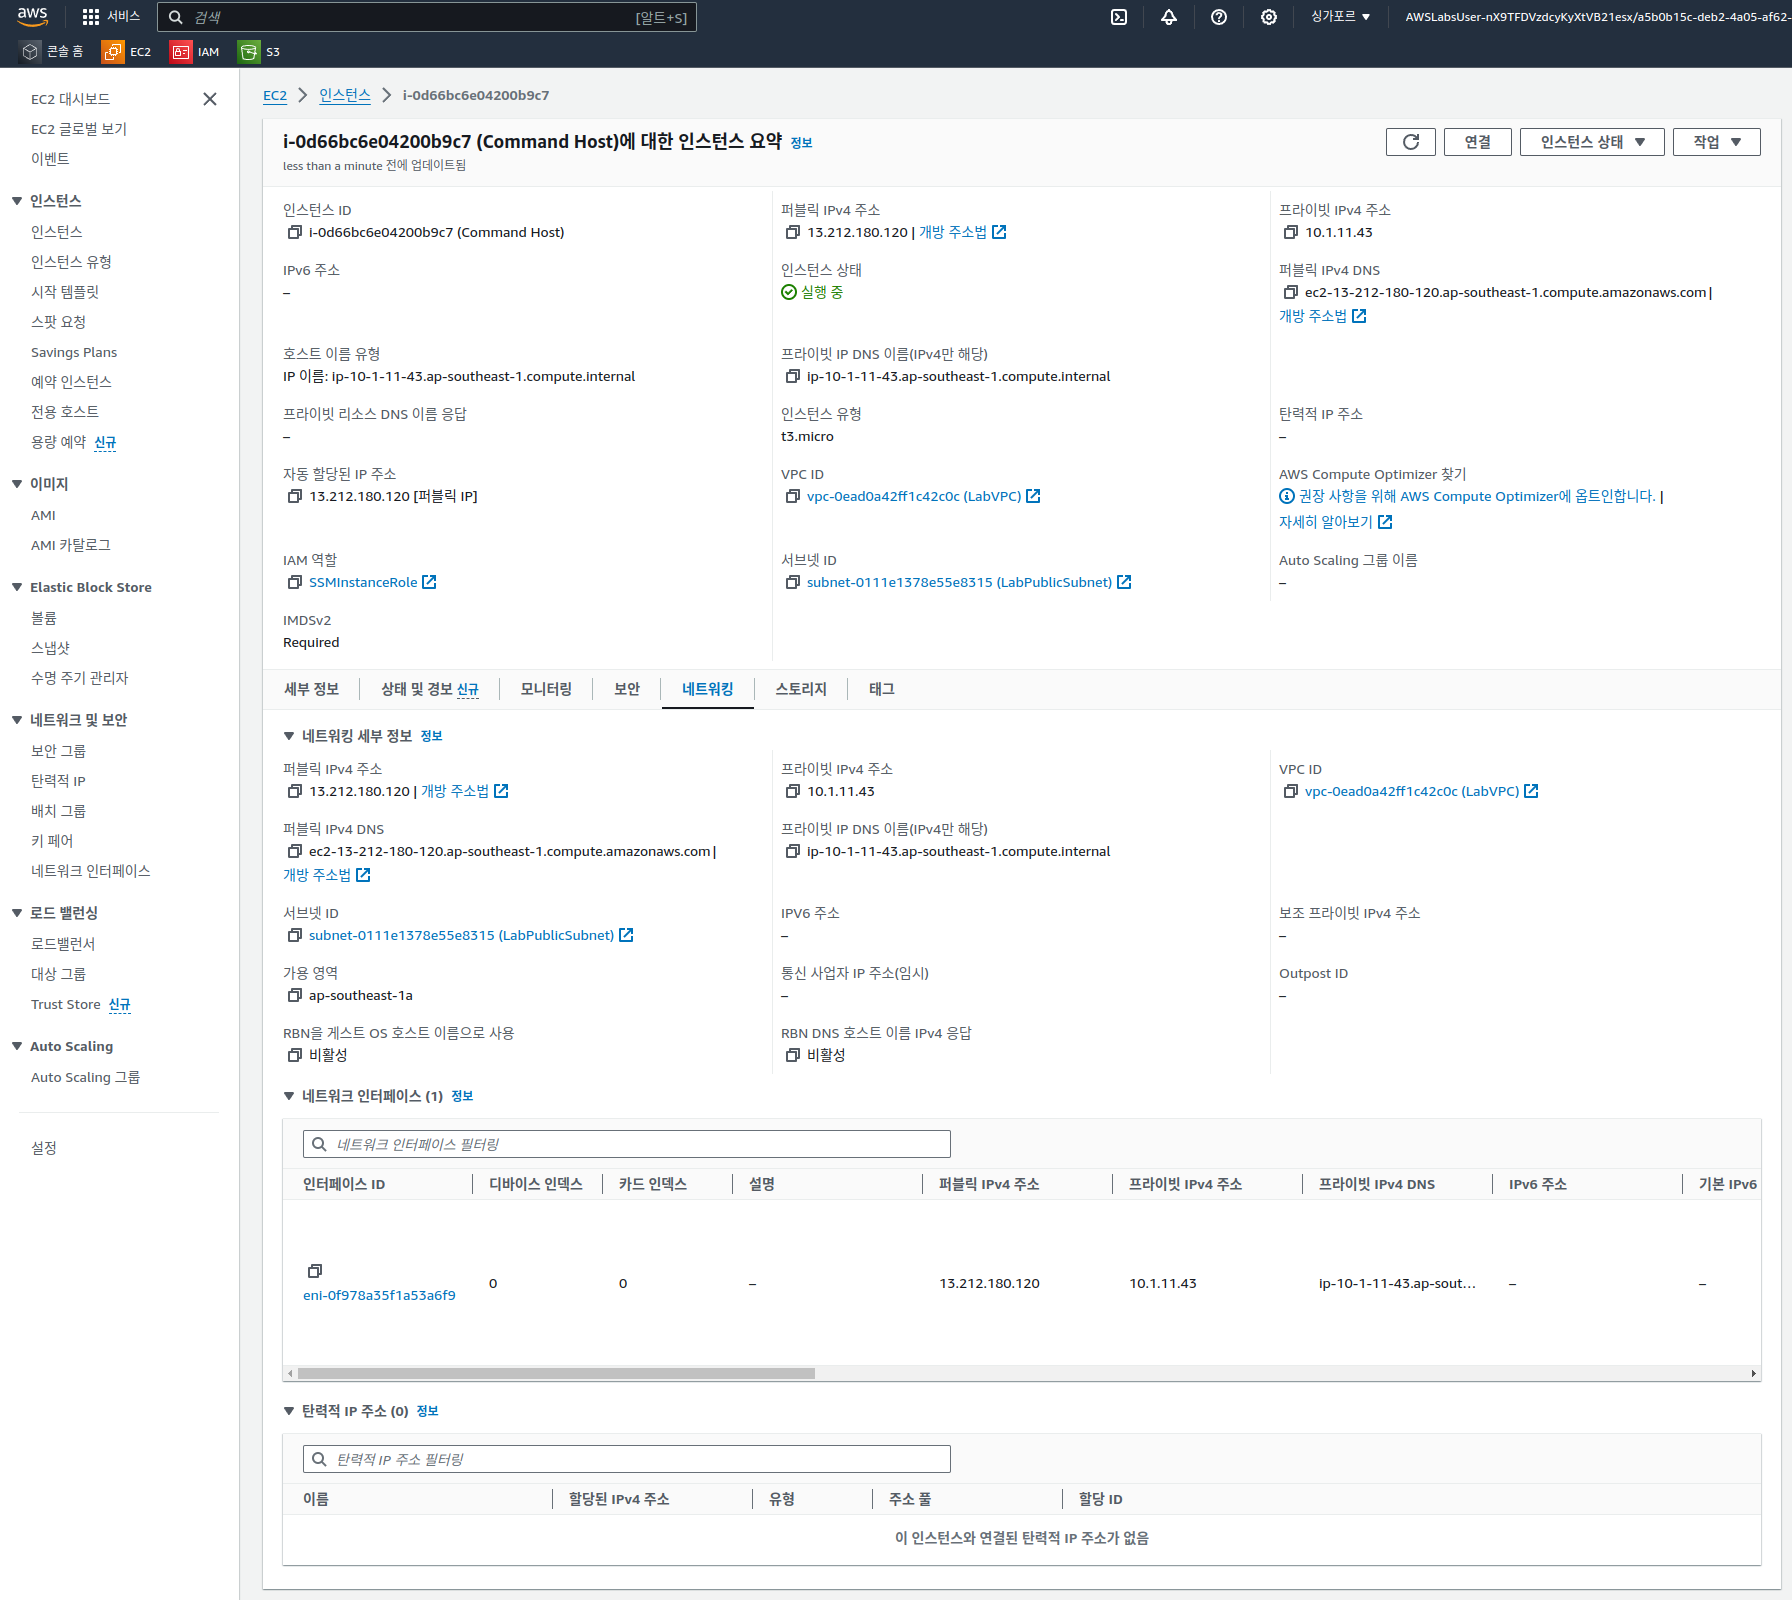 aws
서비스
검색
[알트+S]
싱가포르 ▼
AWSLabsUser-nX9TFDVzdcyKyXtVB21esx/a5b0b15c-deb2-4a05-af62-
콘솔 홈
EC2
IAM
S3
EC2 대시보드
EC2 글로벌 보기
이벤트
인스턴스
인스턴스
인스턴스 유형
시작 템플릿
스팟 요청
Savings Plans
예약 인스턴스
전용 호스트
용량 예약 신규
이미지
AMI
AMI 카탈로그
Elastic Block Store
볼륨
스냅샷
수명 주기 관리자
네트워크 및 보안
보안 그룹
탄력적 IP
배치 그룹
키 페어
네트워크 인터페이스
로드 밸런싱
로드밸런서
대상 그룹
Trust Store 신규
Auto Scaling
Auto Scaling 그룹
설정
EC2 > 인스턴스 > i-0d66bc6e04200b9c7
i-0d66bc6e04200b9c7 (Command Host)에 대한 인스턴스 요약 정보
less than a minute 전에 업데이트됨
연결
인스턴스 상태 ▼
작업 ▼
인스턴스 ID
i-0d66bc6e04200b9c7 (Command Host)
퍼블릭 IPv4 주소
13.212.180.120 | 개방 주소법
프라이빗 IPv4 주소
10.1.11.43
IPv6 주소
–
인스턴스 상태
실행 중
퍼블릭 IPv4 DNS
ec2-13-212-180-120.ap-southeast-1.compute.amazonaws.com |
개방 주소법
호스트 이름 유형
IP 이름: ip-10-1-11-43.ap-southeast-1.compute.internal
프라이빗 IP DNS 이름(IPv4만 해당)
ip-10-1-11-43.ap-southeast-1.compute.internal
프라이빗 리소스 DNS 이름 응답
–
인스턴스 유형
t3.micro
탄력적 IP 주소
–
자동 할당된 IP 주소
13.212.180.120 [퍼블릭 IP]
VPC ID
vpc-0ead0a42ff1c42c0c (LabVPC)
AWS Compute Optimizer 찾기
권장 사항을 위해 AWS Compute Optimizer에 옵트인합니다. |
자세히 알아보기
IAM 역할
SSMInstanceRole
서브넷 ID
subnet-0111e1378e55e8315 (LabPublicSubnet)
Auto Scaling 그룹 이름
–
IMDSv2
Required
세부 정보
상태 및 경보 신규
모니터링
보안
네트워킹
스토리지
태그
네트워킹 세부 정보 정보
퍼블릭 IPv4 주소
13.212.180.120 | 개방 주소법
프라이빗 IPv4 주소
10.1.11.43
VPC ID
vpc-0ead0a42ff1c42c0c (LabVPC)
퍼블릭 IPv4 DNS
ec2-13-212-180-120.ap-southeast-1.compute.amazonaws.com |
개방 주소법
프라이빗 IP DNS 이름(IPv4만 해당)
ip-10-1-11-43.ap-southeast-1.compute.internal
서브넷 ID
subnet-0111e1378e55e8315 (LabPublicSubnet)
IPV6 주소
–
보조 프라이빗 IPv4 주소
–
가용 영역
ap-southeast-1a
통신 사업자 IP 주소(임시)
–
Outpost ID
–
RBN을 게스트 OS 호스트 이름으로 사용
비활성
RBN DNS 호스트 이름 IPv4 응답
비활성
네트워크 인터페이스 (1) 정보
네트워크 인터페이스 필터링
인터페이스 ID 디바이스 인덱스 카드 인덱스 설명 퍼블릭 IPv4 주소 프라이빗 IPv4 주소 프라이빗 IPv4 DNS IPv6 주소 기본 IPv6
eni-0f978a35f1a53a6f9 0 0 – 13.212.180.120 10.1.11.43 ip-10-1-11-43.ap-sout... – –
탄력적 IP 주소 (0) 정보
탄력적 IP 주소 필터링
이름 할당된 IPv4 주소 유형 주소 풀 할당 ID
이 인스턴스와 연결된 탄력적 IP 주소가 없음